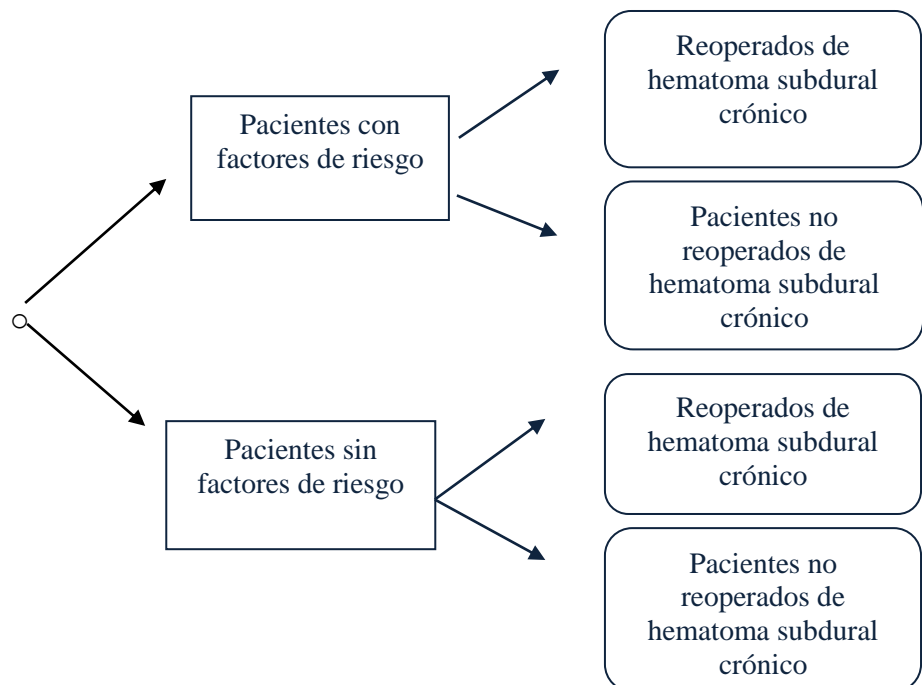 Pacientes con
factores de riesgo
Reoperados de
hematoma subdural
crónico
Pacientes no
reoperados de
hematoma subdural
crónico
Pacientes sin
factores de riesgo
Reoperados de
hematoma subdural
crónico
Pacientes no
reoperados de
hematoma subdural
crónico